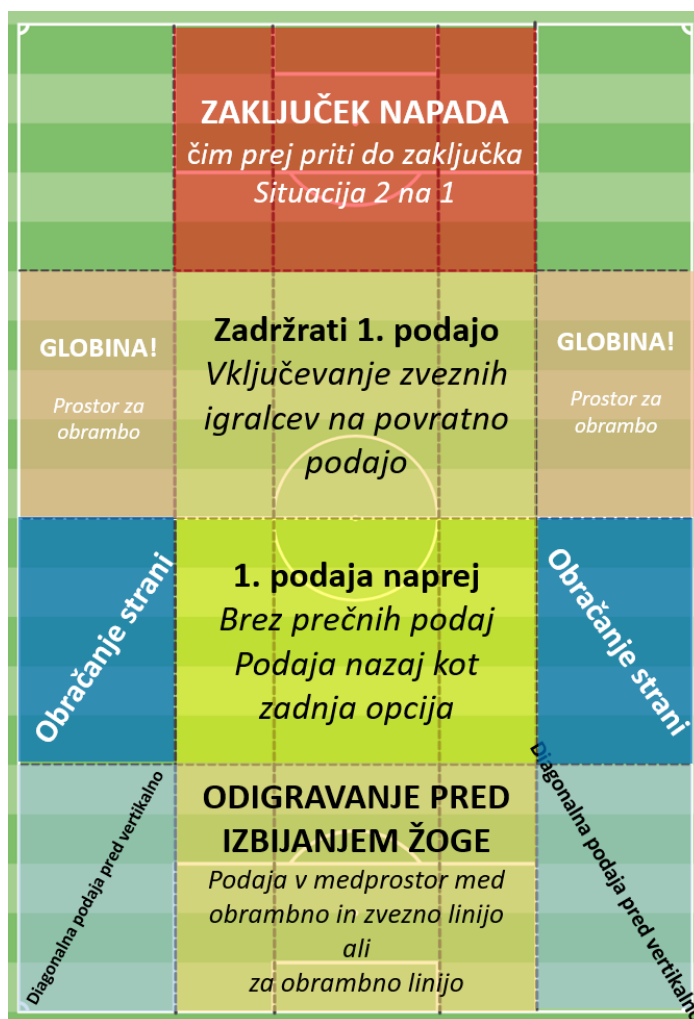 ZAKLJUČEK NAPADA
čim prej priti do zaključka
Situacija 2 na 1
GLOBINA!
Prostor za
obrambo
Zadržrati 1. podajo
Vključevanje zveznih
igralcev na povratno
podajo
GLOBINA!
Prostor za
obrambo
Obračanje strani
1. podaja naprej
Brez prečnih podaj
Podaja nazaj kot
zadnja opcija
Obračanje strani
Diagonalna podaja pred vertikalno
ODIGRAVANJE PRED
IZBIJANJEM ŽOGE
Podaja v medprostor med
obrambno in zvezno linijo
ali
za obrambno linijo
Diagonalna podaja pred vertikalno